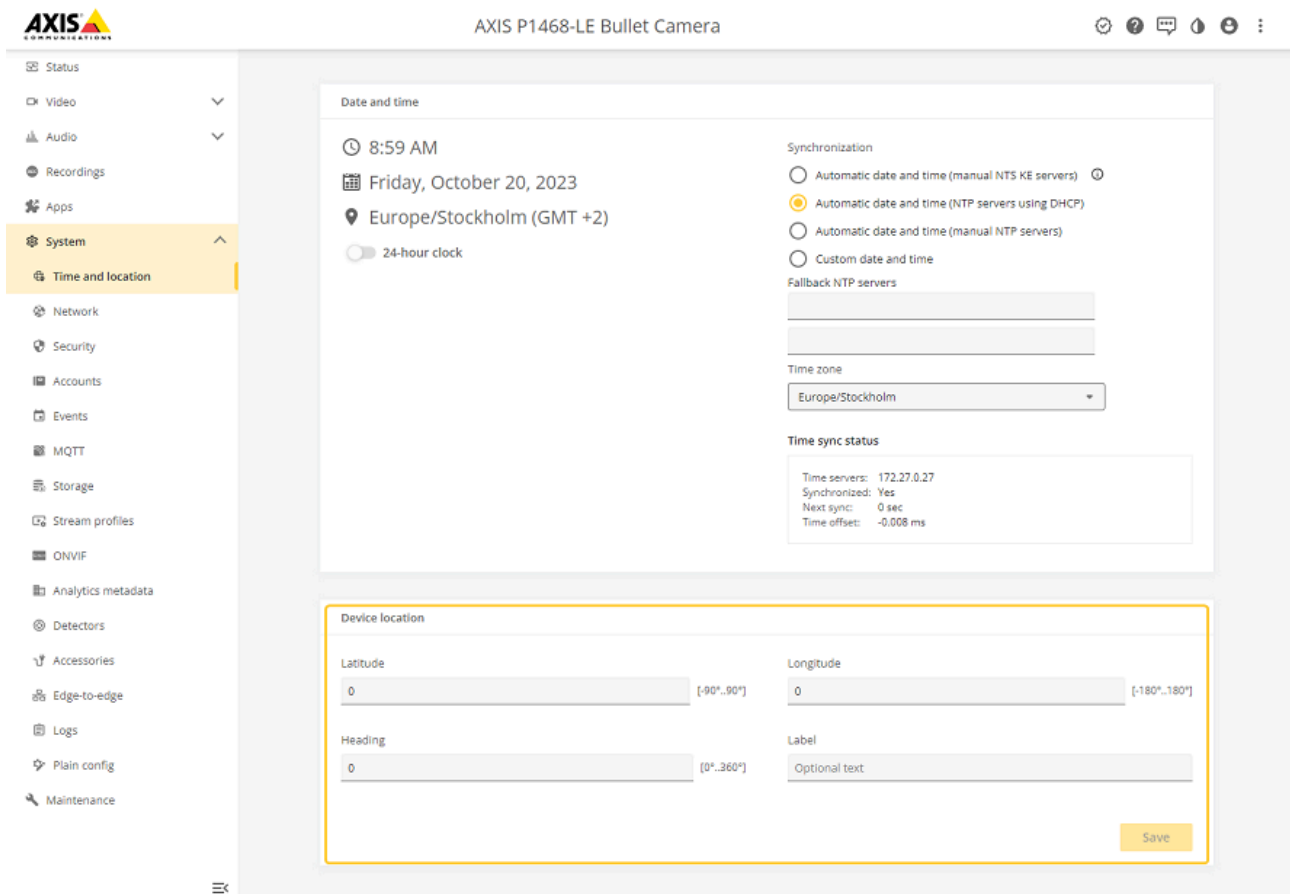 AXIS
COMMUNICATIONS
AXIS P1468-LE Bullet Camera
Status
Video
Audio
Recordings
Apps
System
Time and location
Network
Security
Accounts
Events
MQTT
Storage
Stream profiles
ONVIF
Analytics metadata
Detectors
Accessories
Edge-to-edge
Logs
Plain config
Maintenance
Date and time
8:59 AM
Friday, October 20, 2023
Europe/Stockholm (GMT +2)
24-hour clock
Synchronization
Automatic date and time (manual NTS KE servers)
Automatic date and time (NTP servers using DHCP)
Automatic date and time (manual NTP servers)
Custom date and time
Fallback NTP servers
Time zone
Europe/Stockholm
Time sync status
Time servers: 172.27.0.27
Synchronized: Yes
Next sync: 0 sec
Time offset: -0.008 ms
Device location
Latitude
0 [-90°..90°]
Longitude
0 [-180°..180°]
Heading
0 [0°..360°]
Label
Optional text
Save